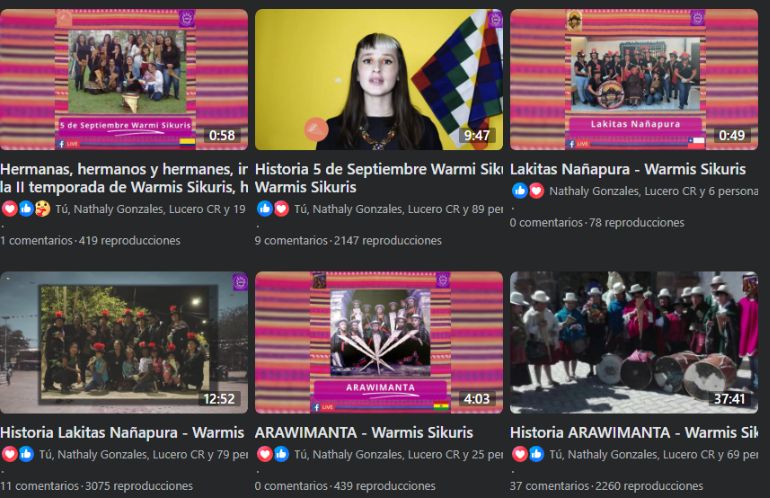 5 de Septiembre Warmi Sikuris
LIVE
0:58
9:47
Lakitas Nañapura
LIVE
0:49
Hermanas, hermanos y hermanes, in
la II temporada de Warmis Sikuris, h
Tú, Nathaly Gonzales, Lucero CR y 19
1 comentarios · 419 reproducciones
Historia 5 de Septiembre Warmi Siku
Warmis Sikuris
Tú, Nathaly Gonzales, Lucero CR y 89 per
9 comentarios · 2147 reproducciones
Lakitas Nañapura - Warmis Sikuris
Nathaly Gonzales, Lucero CR y 6 persona
0 comentarios · 78 reproducciones
12:52
ARAWIMANTA
LIVE
4:03
37:41
Historia Lakitas Nañapura - Warmis
Tú, Nathaly Gonzales, Lucero CR y 79 per
11 comentarios · 3075 reproducciones
ARAWIMANTA - Warmis Sikuris
Tú, Nathaly Gonzales, Lucero CR y 25 per
0 comentarios · 439 reproducciones
Historia ARAWIMANTA - Warmis Sik
Tú, Nathaly Gonzales, Lucero CR y 69 per
37 comentarios · 2260 reproducciones